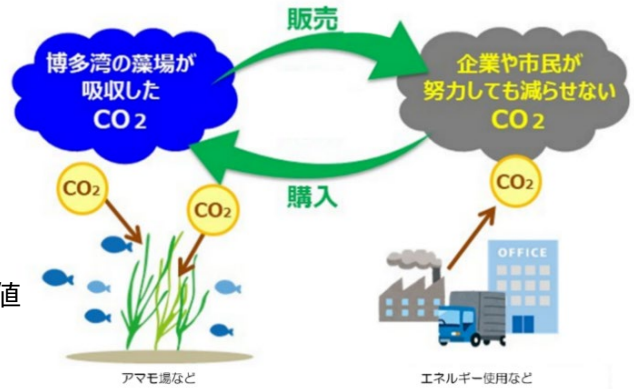 販売
博多湾の藻場が
吸収した
CO2
企業や市民が
努力しても減らせない
CO2
購入
CO2
CO2
CO2
OFFICE
値
アマモ場など
エネルギー使用など